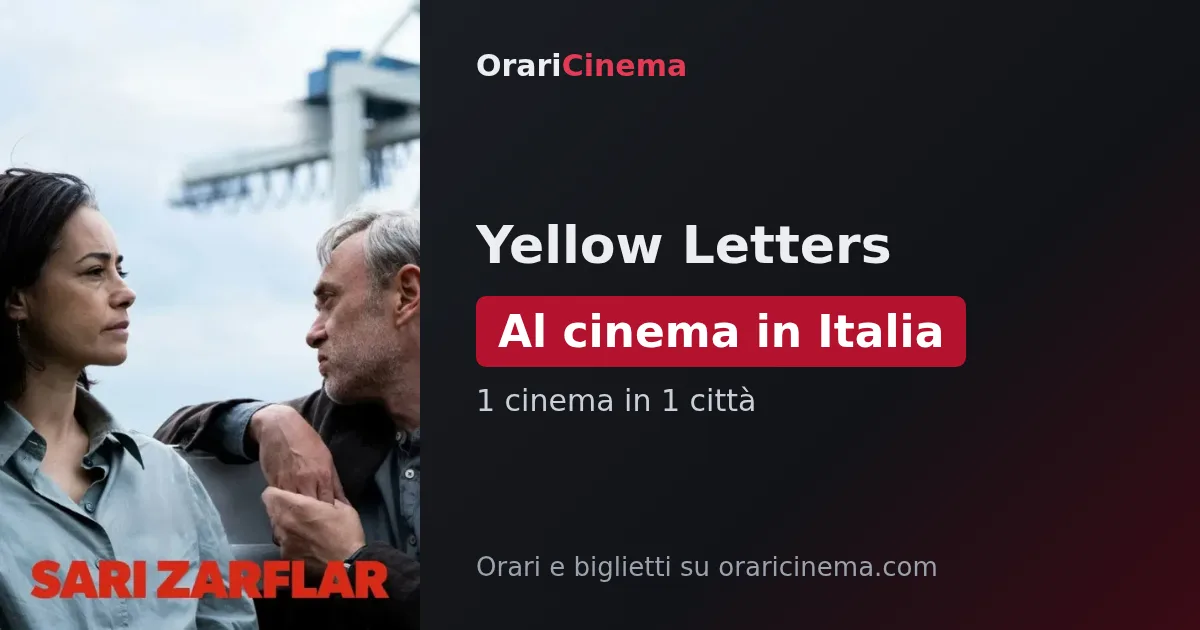 OrariCinema
Yellow Letters
Al cinema in Italia
1 cinema in 1 città
Orari e biglietti su oraricinema.com
SARI ZARFLAR